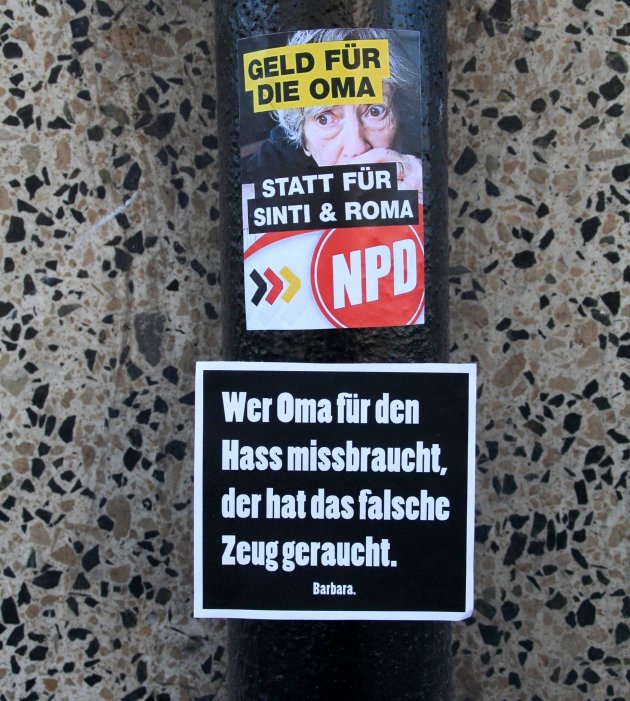 GELD FÜR
DIE OMA
STATT FÜR
SINTI & ROMA
NPD
Wer Oma für den
Hass missbraucht,
der hat das falsche
Zeug geraucht.
Barbara.